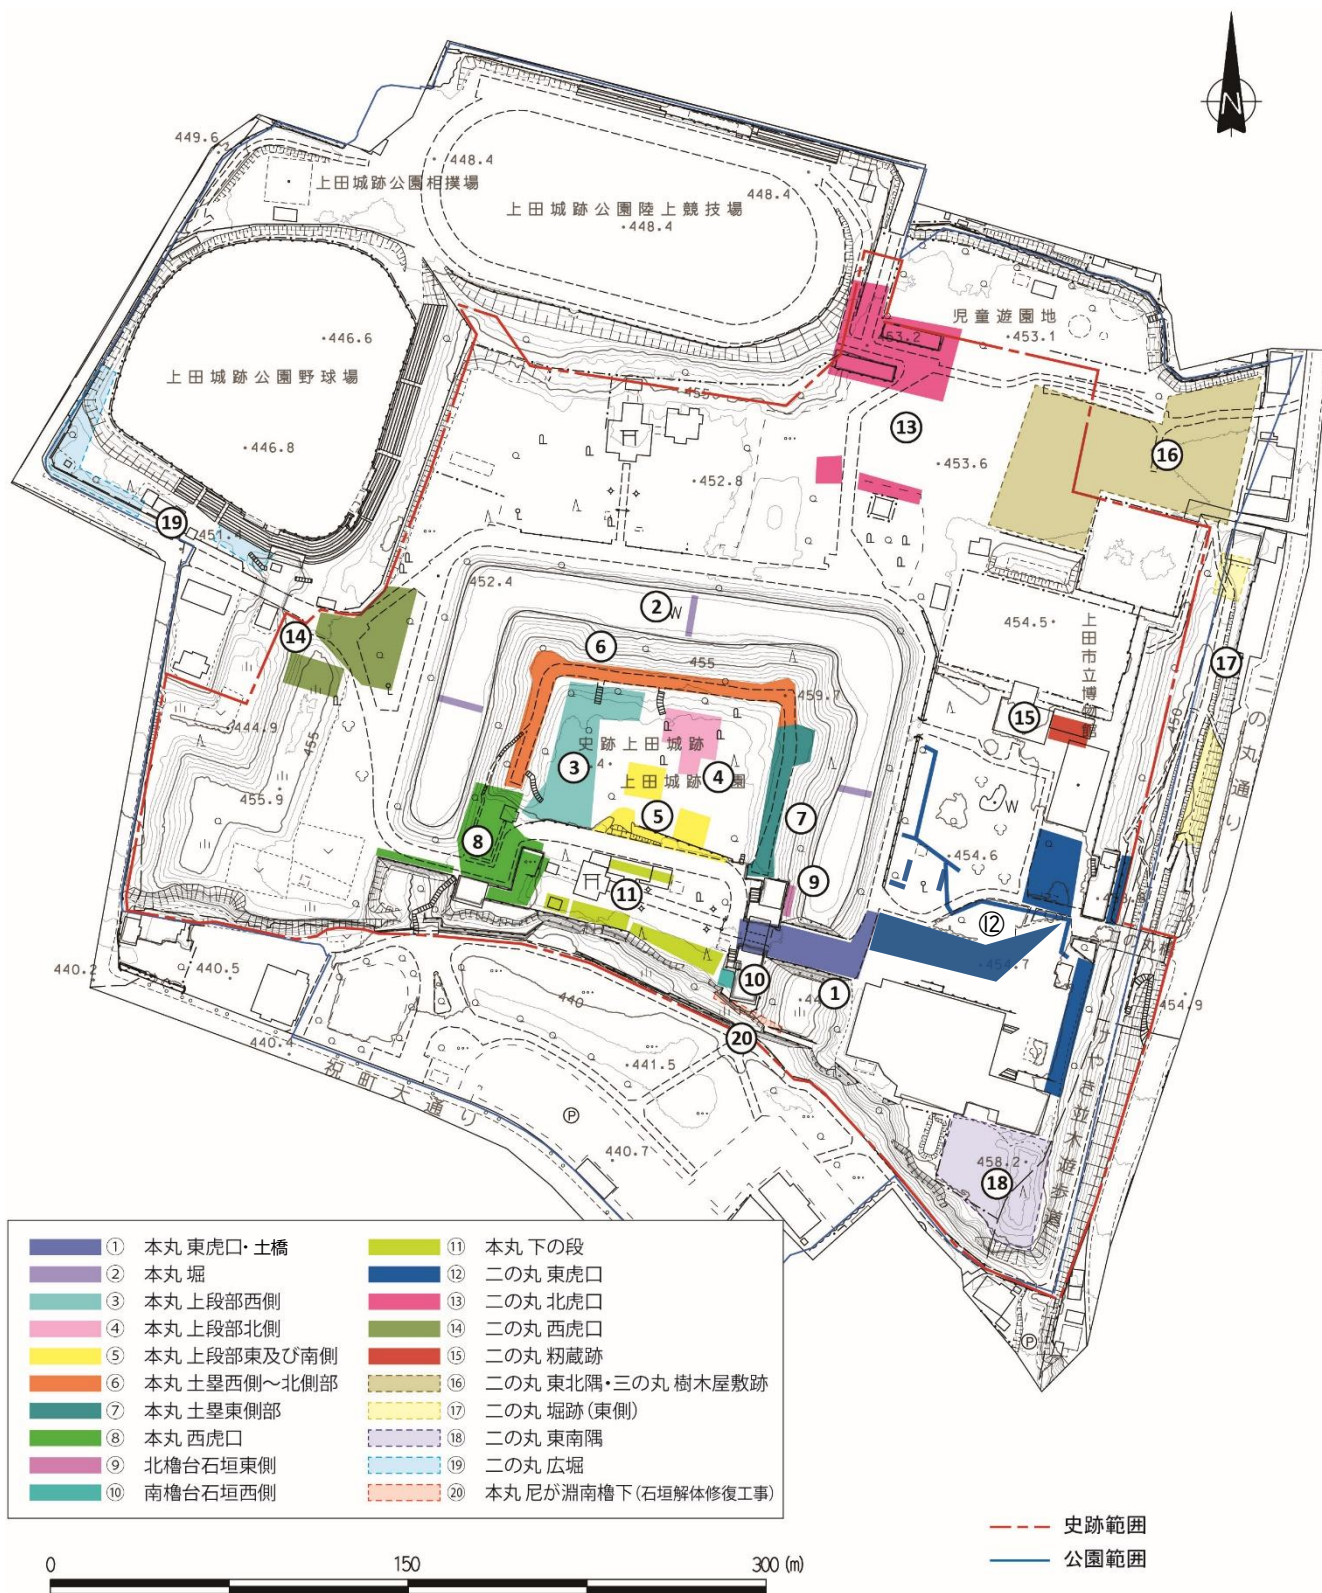 N
449.6
上田城跡公園相撲場
448.4
448.4
上田城跡公園陸上競技場
448.4
児童遊園地
453.1
453.2
446.6
上田城跡公園野球場
446.8
455
⑬
453.6
⑯
452.8
⑲
451.4
452.4
② W
454.5
上田市立博物館
⑭
⑥
455
459.7
⑰
二の丸通り
450
444.9
455
史跡上田城跡
③
④
上田城跡公園
⑮
455.9
⑤
⑦
W
⑧
454.6
⑨
⑪
⑫
454.7
⑩
①
454.9
440.2
440.5
440
⑳
441.5
440.4
祝町大通り
けやき並木遊歩道
Ⓟ
440.7
458.2
⑱
Ⓟ
① 本丸 東虎口・土橋
② 本丸 堀
③ 本丸 上段部西側
④ 本丸 上段部北側
⑤ 本丸 上段部東及び南側
⑥ 本丸 土塁西側～北側部
⑦ 本丸 土塁東側部
⑧ 本丸 西虎口
⑨ 北櫓台石垣東側
⑩ 南櫓台石垣西側
⑪ 本丸 下の段
⑫ 二の丸 東虎口
⑬ 二の丸 北虎口
⑭ 二の丸 西虎口
⑮ 二の丸 籾蔵跡
⑯ 二の丸 東北隅・三の丸 樹木屋敷跡
⑰ 二の丸 堀跡（東側）
⑱ 二の丸 東南隅
⑲ 二の丸 広堀
⑳ 本丸 尼が淵南櫓下（石垣解体修復工事）
史跡範囲
公園範囲
0 150 300 (m)